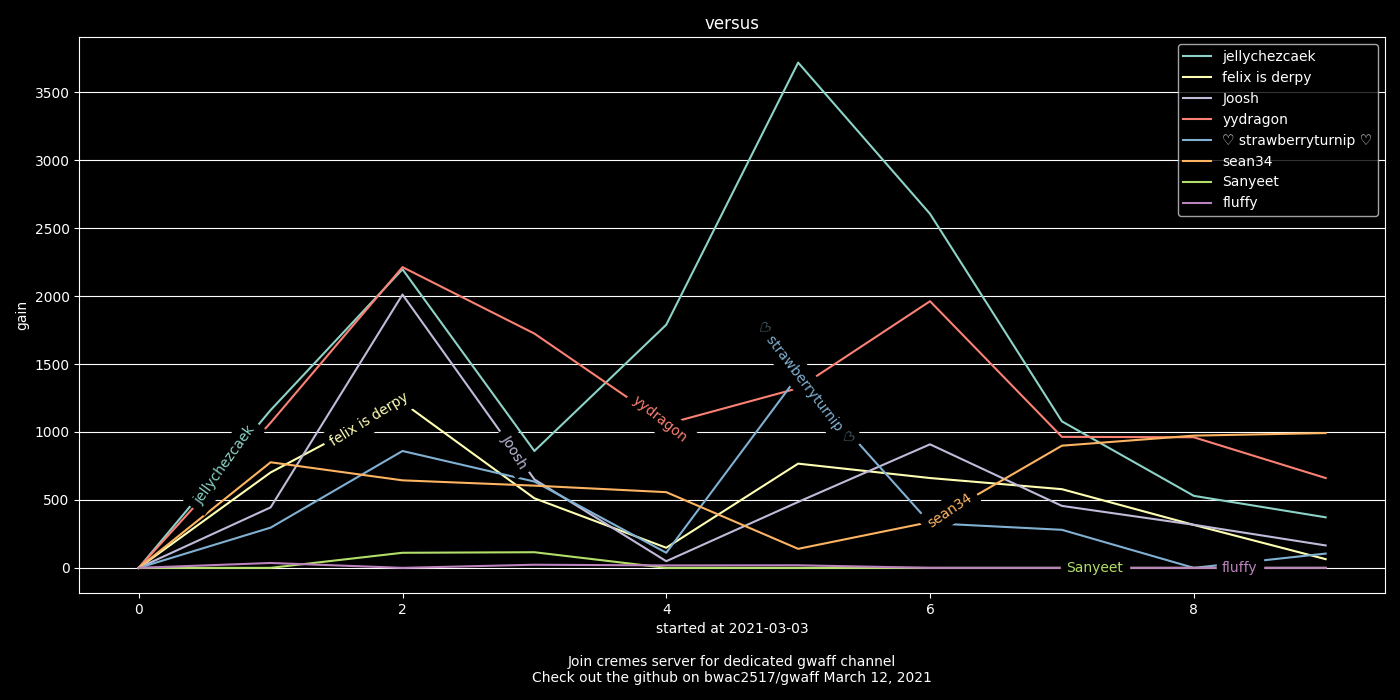 versus
jellychezcaek
felix is derpy
Joosh
yydragon
♡ strawberryturnip ♡
sean34
Sanyeet
fluffy
3500
3000
2500
2000
1500
1000
500
0
gain
jellychezcaek
felix is derpy
Joosh
yydragon
♡ strawberryturnip ♡
sean34
Sanyeet
fluffy
0 2 4 6 8
started at 2021-03-03
Join cremes server for dedicated gwaff channel
Check out the github on bwac2517/gwaff March 12, 2021